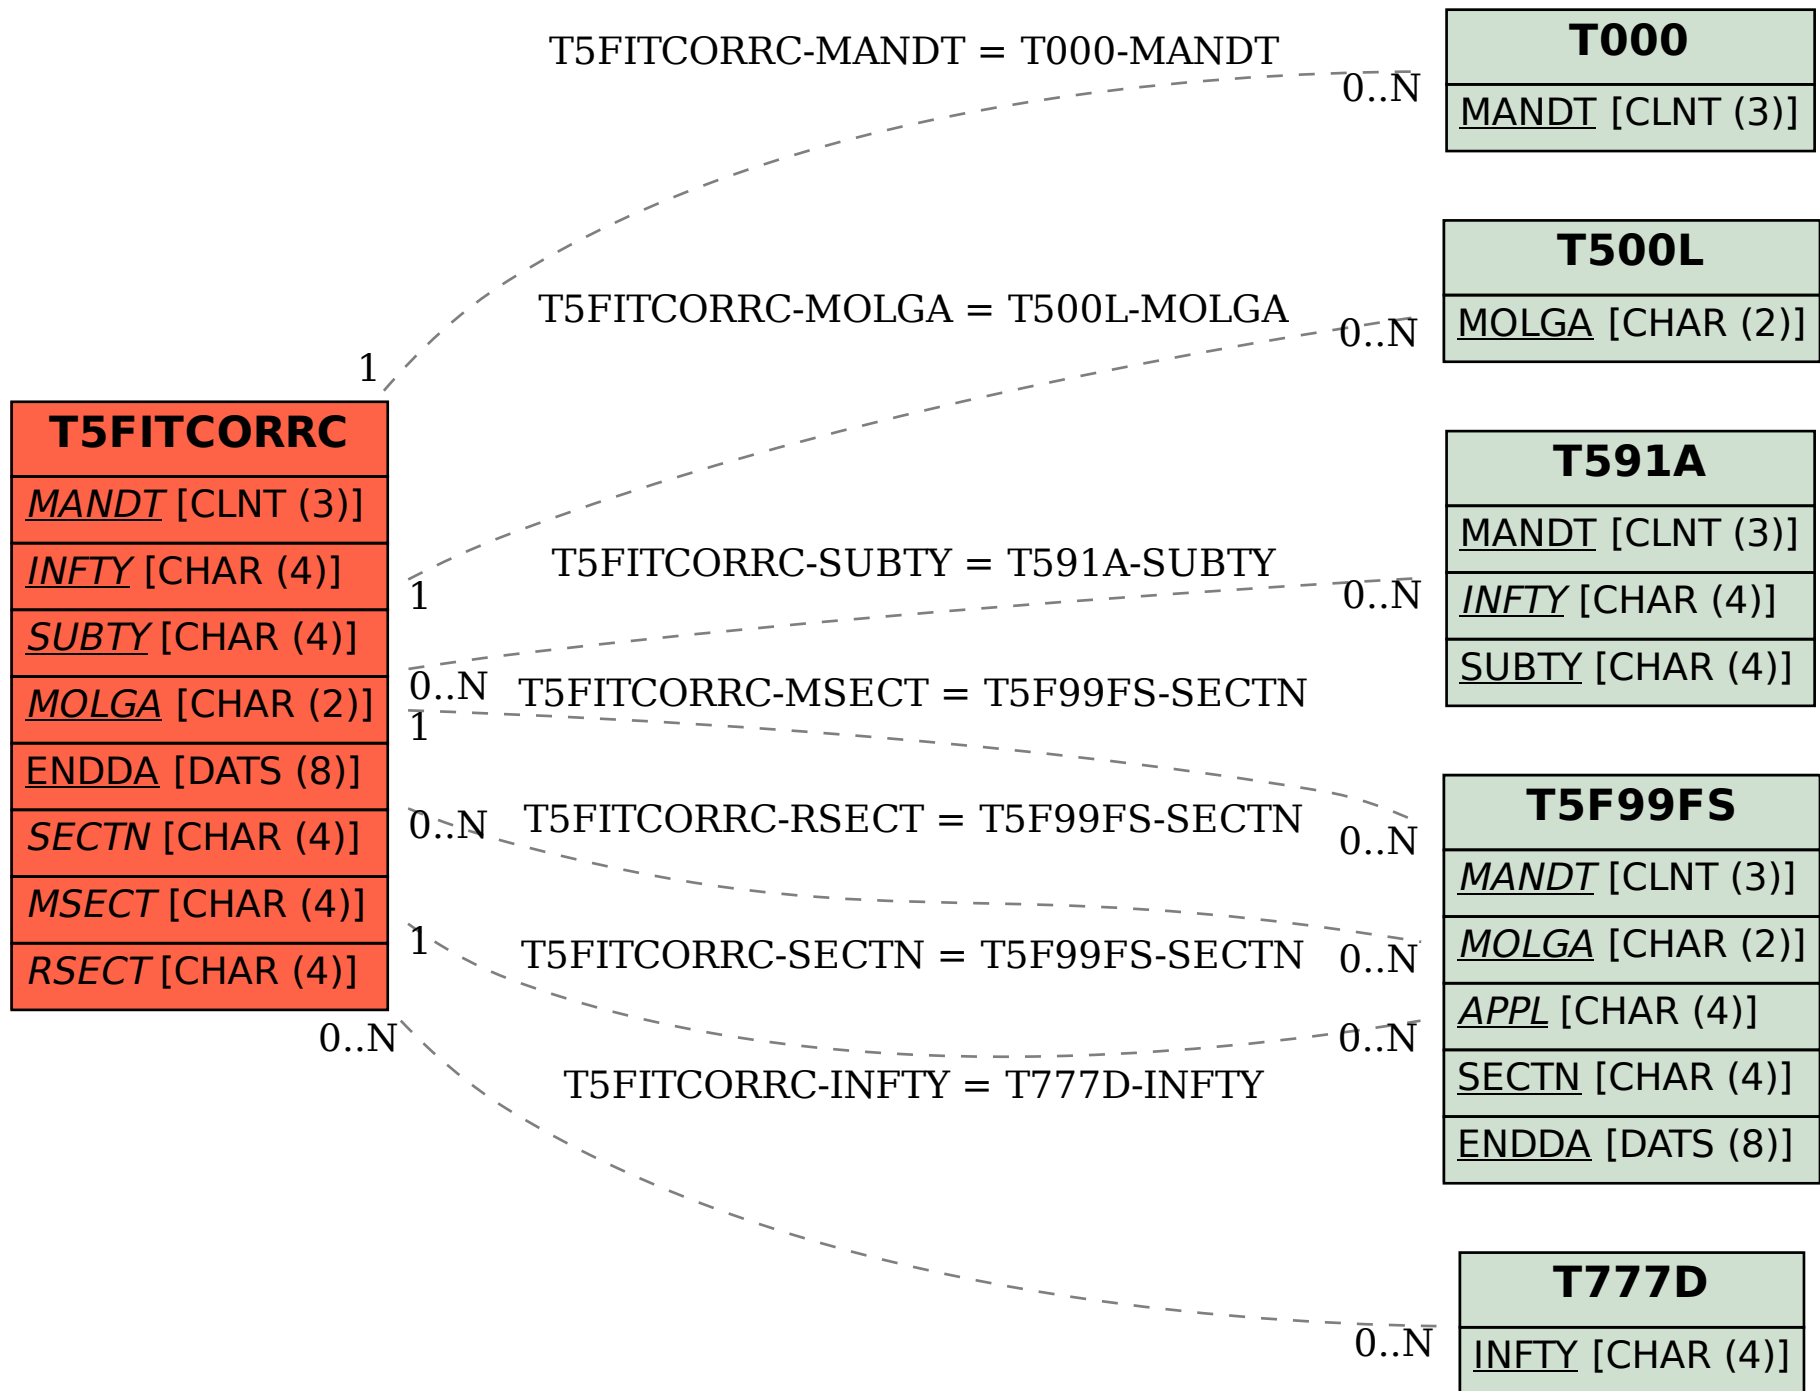 T5FITCORRC
MANDT [CLNT (3)]
INFTY [CHAR (4)]
SUBTY [CHAR (4)]
MOLGA [CHAR (2)]
ENDDA [DATS (8)]
SECTN [CHAR (4)]
MSECT [CHAR (4)]
RSECT [CHAR (4)]
T5FITCORRC-MANDT = T000-MANDT
1
0..N
T5FITCORRC-MOLGA = T500L-MOLGA
1
0..N
T5FITCORRC-SUBTY = T591A-SUBTY
0..N
0..N
T5FITCORRC-MSECT = T5F99FS-SECTN
1
0..N
T5FITCORRC-RSECT = T5F99FS-SECTN
0..N
0..N
T5FITCORRC-SECTN = T5F99FS-SECTN
1
0..N
T5FITCORRC-INFTY = T777D-INFTY
0..N
0..N
T000
MANDT [CLNT (3)]
T500L
MOLGA [CHAR (2)]
T591A
MANDT [CLNT (3)]
INFTY [CHAR (4)]
SUBTY [CHAR (4)]
T5F99FS
MANDT [CLNT (3)]
MOLGA [CHAR (2)]
APPL [CHAR (4)]
SECTN [CHAR (4)]
ENDDA [DATS (8)]
T777D
INFTY [CHAR (4)]